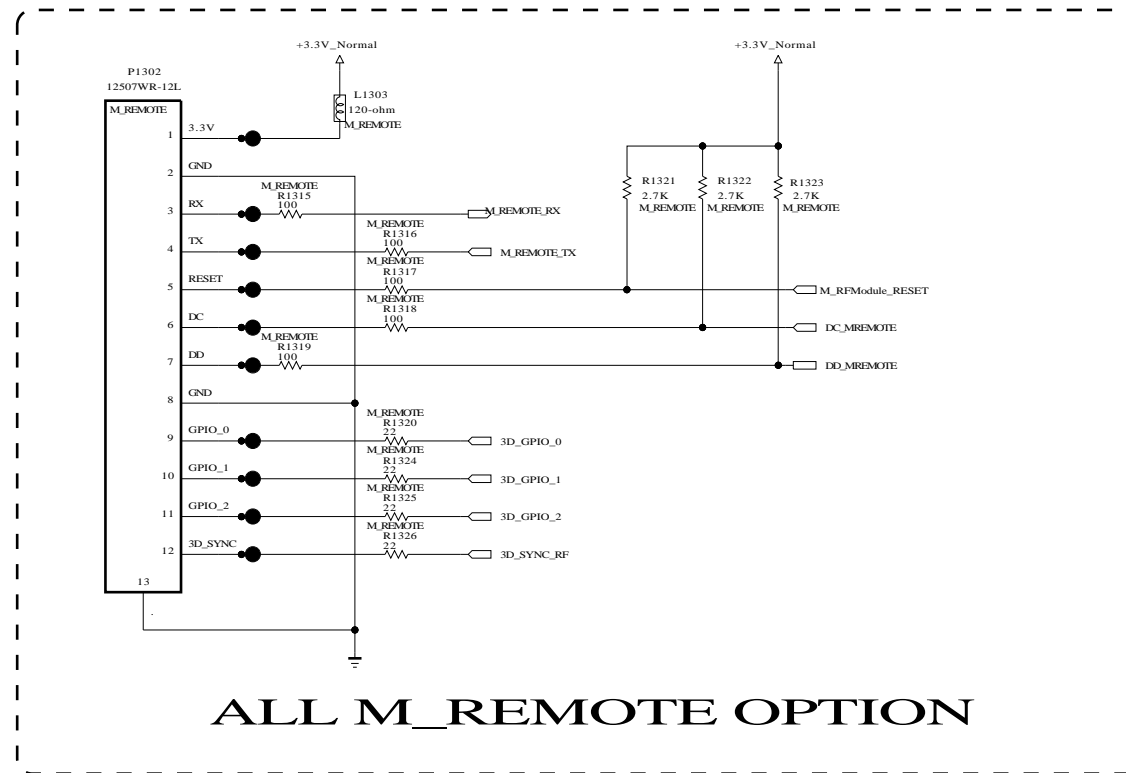 +3.3V_Normal
+3.3V_Normal
P1302
12507WR-12L
L1303
120-ohm
M_REMOTE
M_REMOTE
1
3.3V
2
GND
M_REMOTE
R1315
100
3
RX
M_REMOTE_RX
R1321
2.7K
M_REMOTE
R1322
2.7K
M_REMOTE
R1323
2.7K
M_REMOTE
M_REMOTE
R1316
100
4
TX
M_REMOTE_TX
M_REMOTE
R1317
100
5
RESET
M_RFModule_RESET
M_REMOTE
R1318
100
6
DC
DC_MREMOTE
M_REMOTE
R1319
100
7
DD
DD_MREMOTE
8
GND
M_REMOTE
R1320
22
9
GPIO_0
3D_GPIO_0
M_REMOTE
R1324
22
10
GPIO_1
3D_GPIO_1
M_REMOTE
R1325
22
11
GPIO_2
3D_GPIO_2
M_REMOTE
R1326
22
12
3D_SYNC
3D_SYNC_RF
13
.
ALL M_REMOTE OPTION